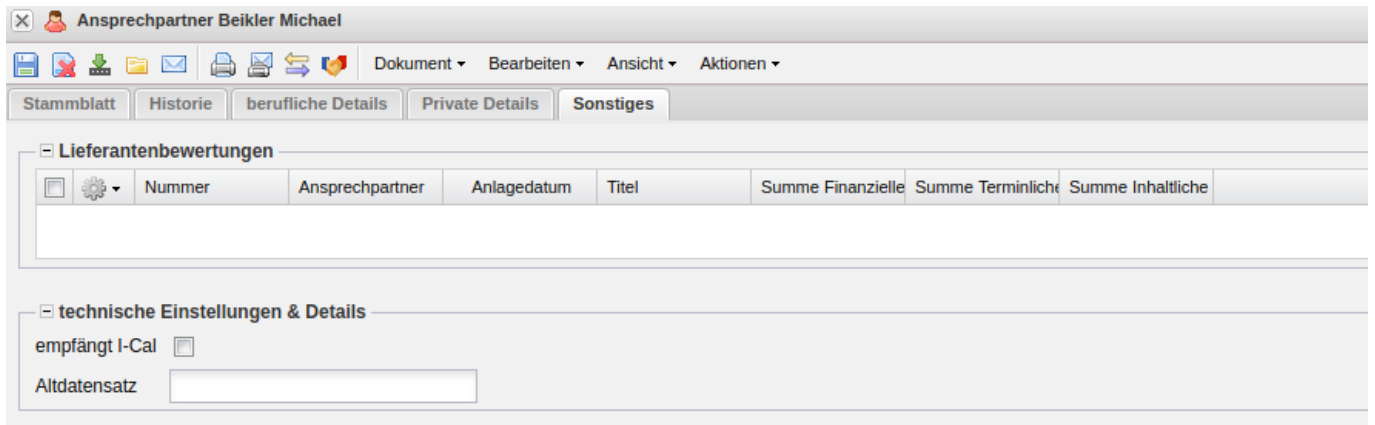 Ansprechpartner Beikler Michael
Dokument Bearbeiten Ansicht Aktionen
Stammblatt Historie berufliche Details Private Details Sonstiges
Lieferantenbewertungen
Nummer Ansprechpartner Anlagedatum Titel Summe Finanzielle Summe Terminliche Summe Inhaltliche
technische Einstellungen & Details
empfängt I-Cal
Altdatensatz